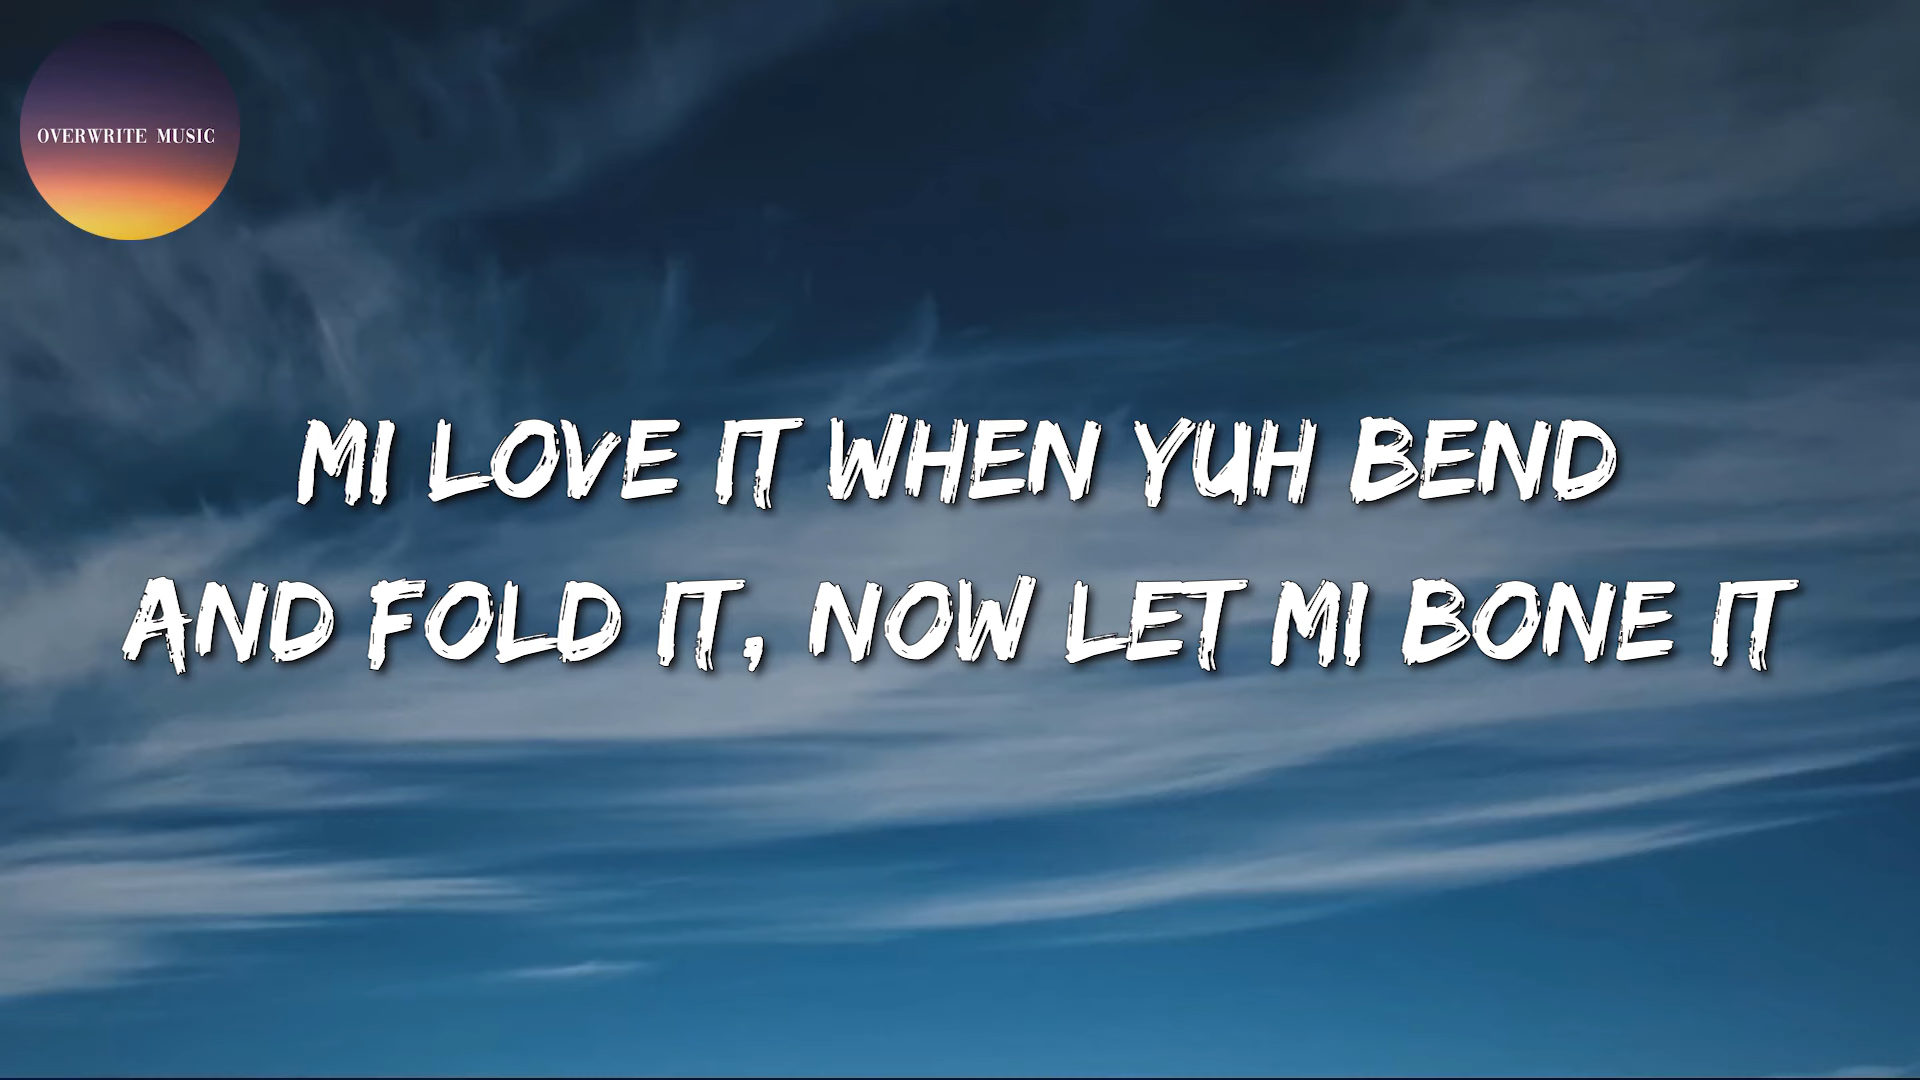 OVERWRITE MUSIC
MI LOVE IT WHEN YUH BEND
AND FOLD IT, NOW LET MI BONE IT